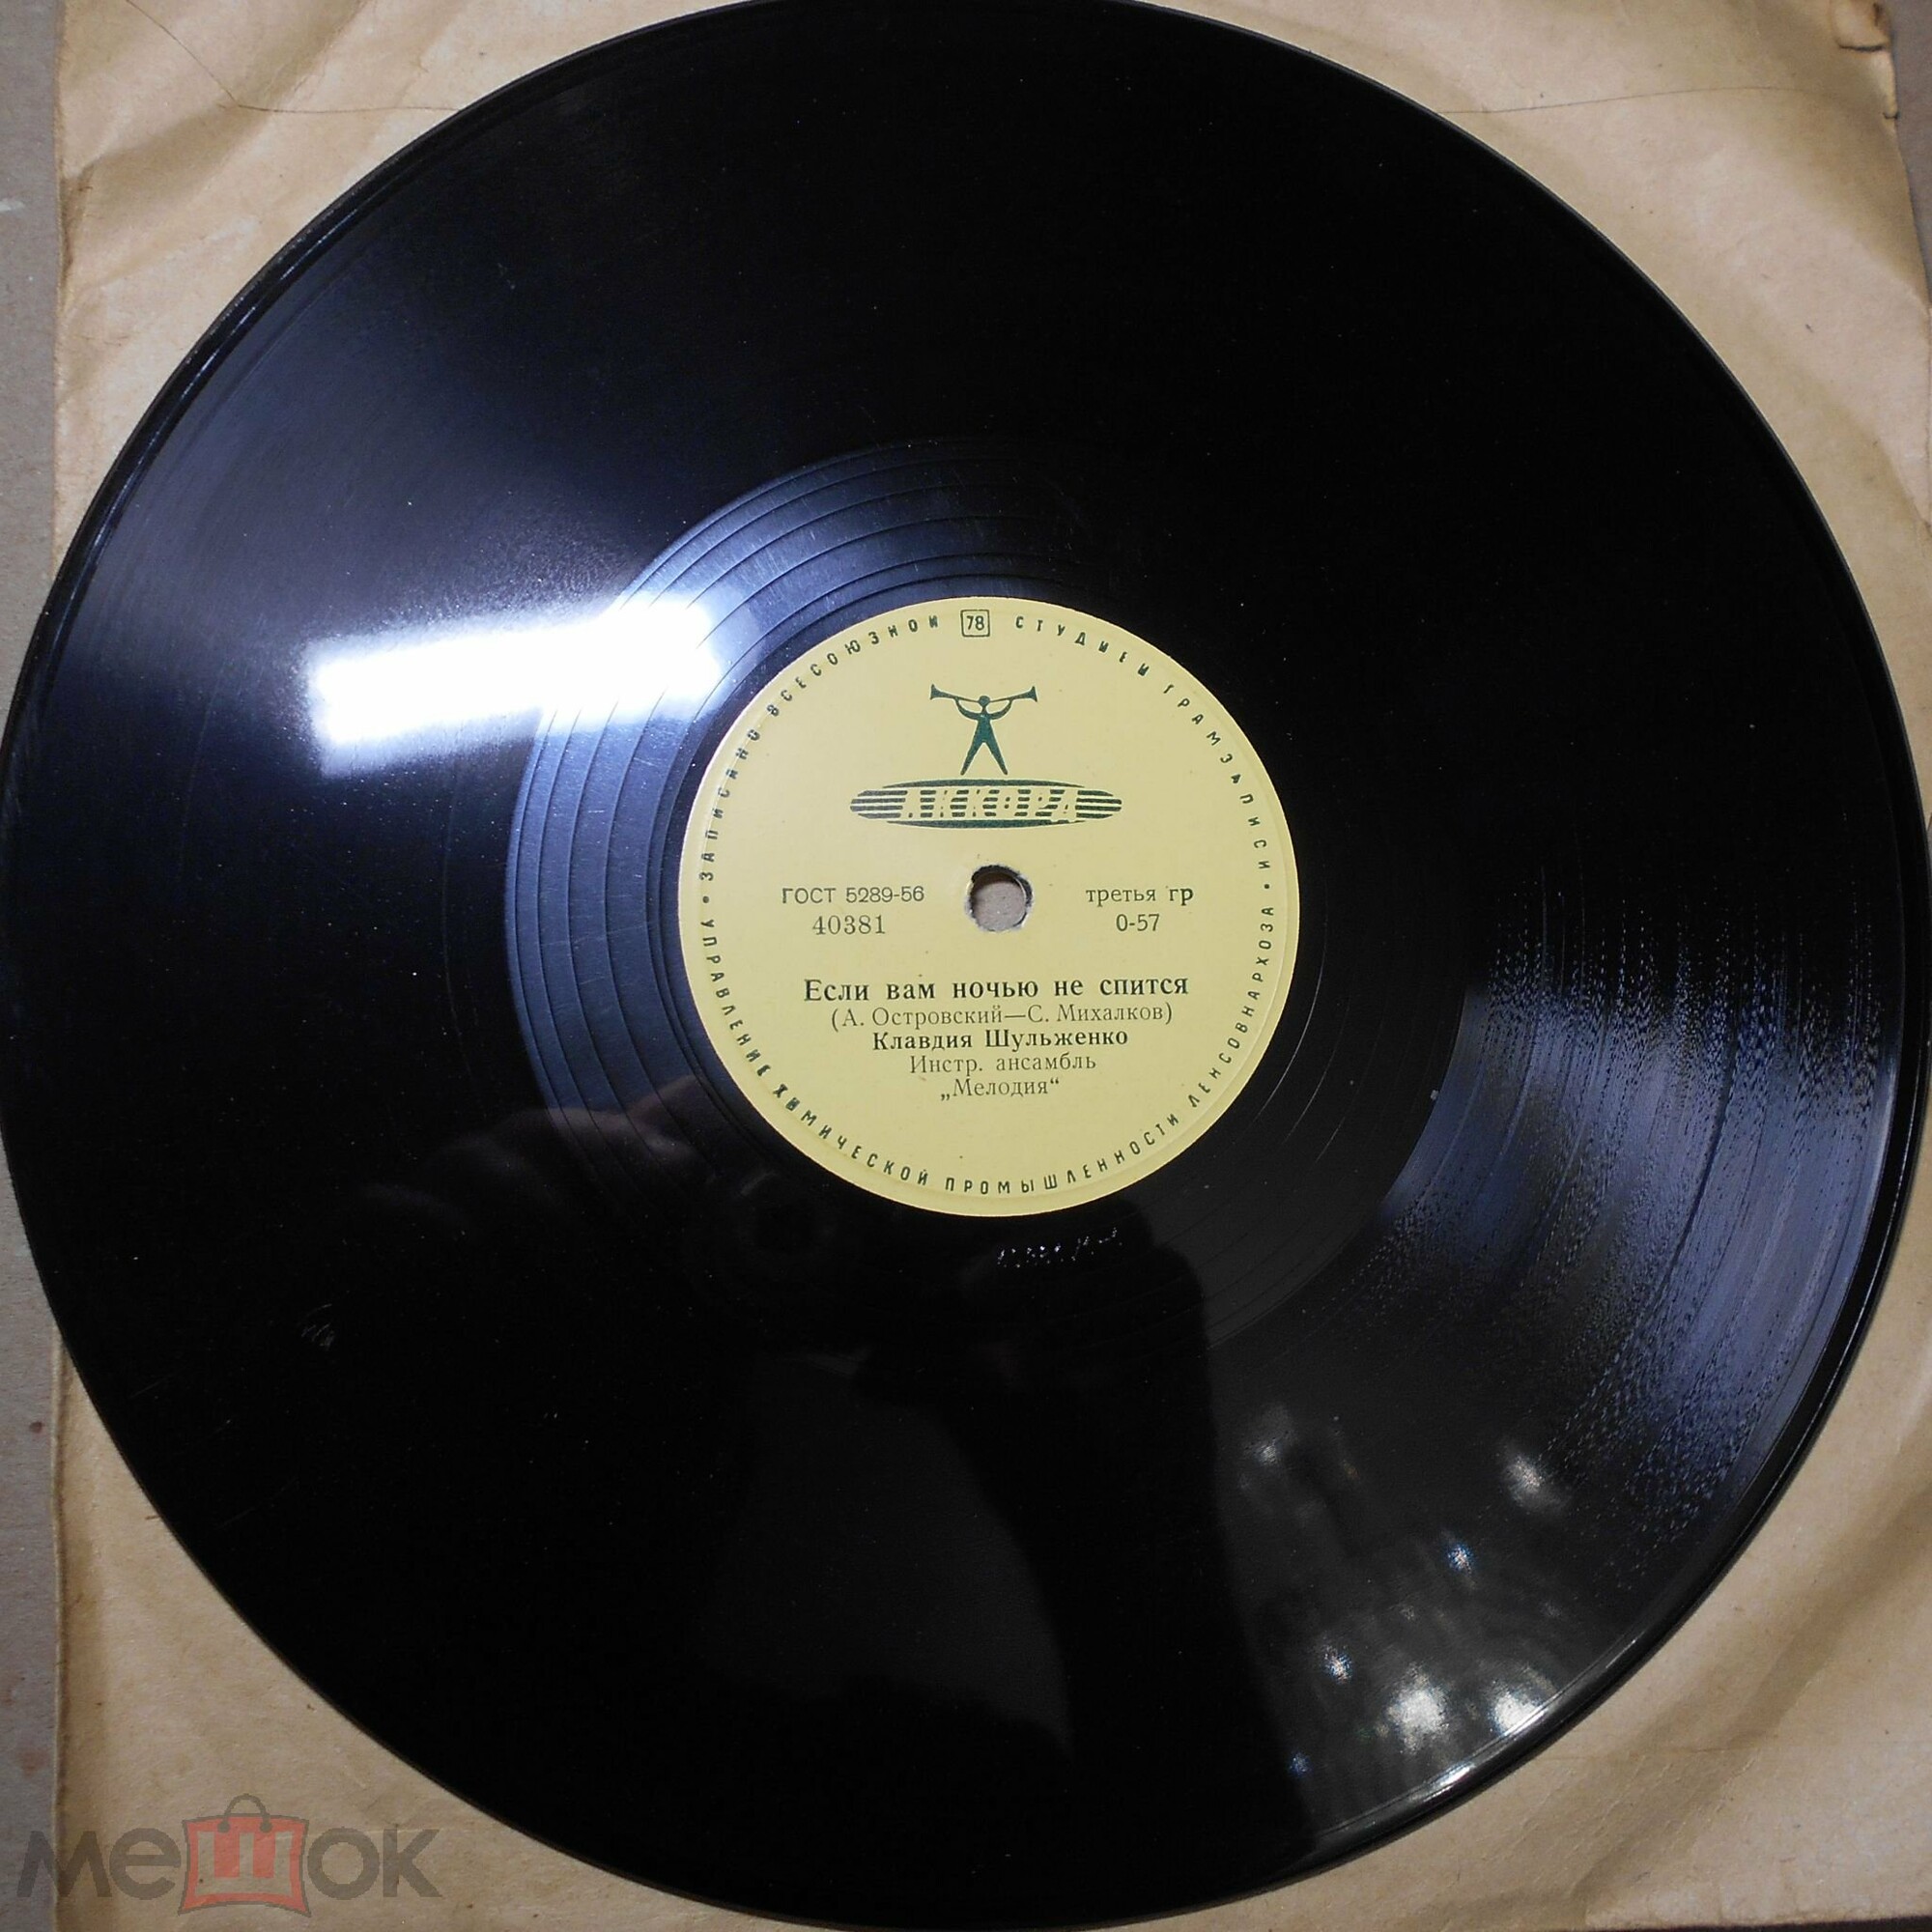 ЗАПИСАНО ВСЕСОЮЗНОЙ 78 СТУДИЕЙ ГРАМЗАПИСИ
АККОРД
ГОСТ 5289-56
40381
третья гр
0-57
Если вам ночью не спится
(А. Островский—С. Михалков)
Клавдия Шульженко
Инстр. ансамбль
„Мелодия“
• УПРАВЛЕНИЕ ХИМИЧЕСКОЙ ПРОМЫШЛЕННОСТИ ЛЕНСОВНАРХОЗА •
мешок